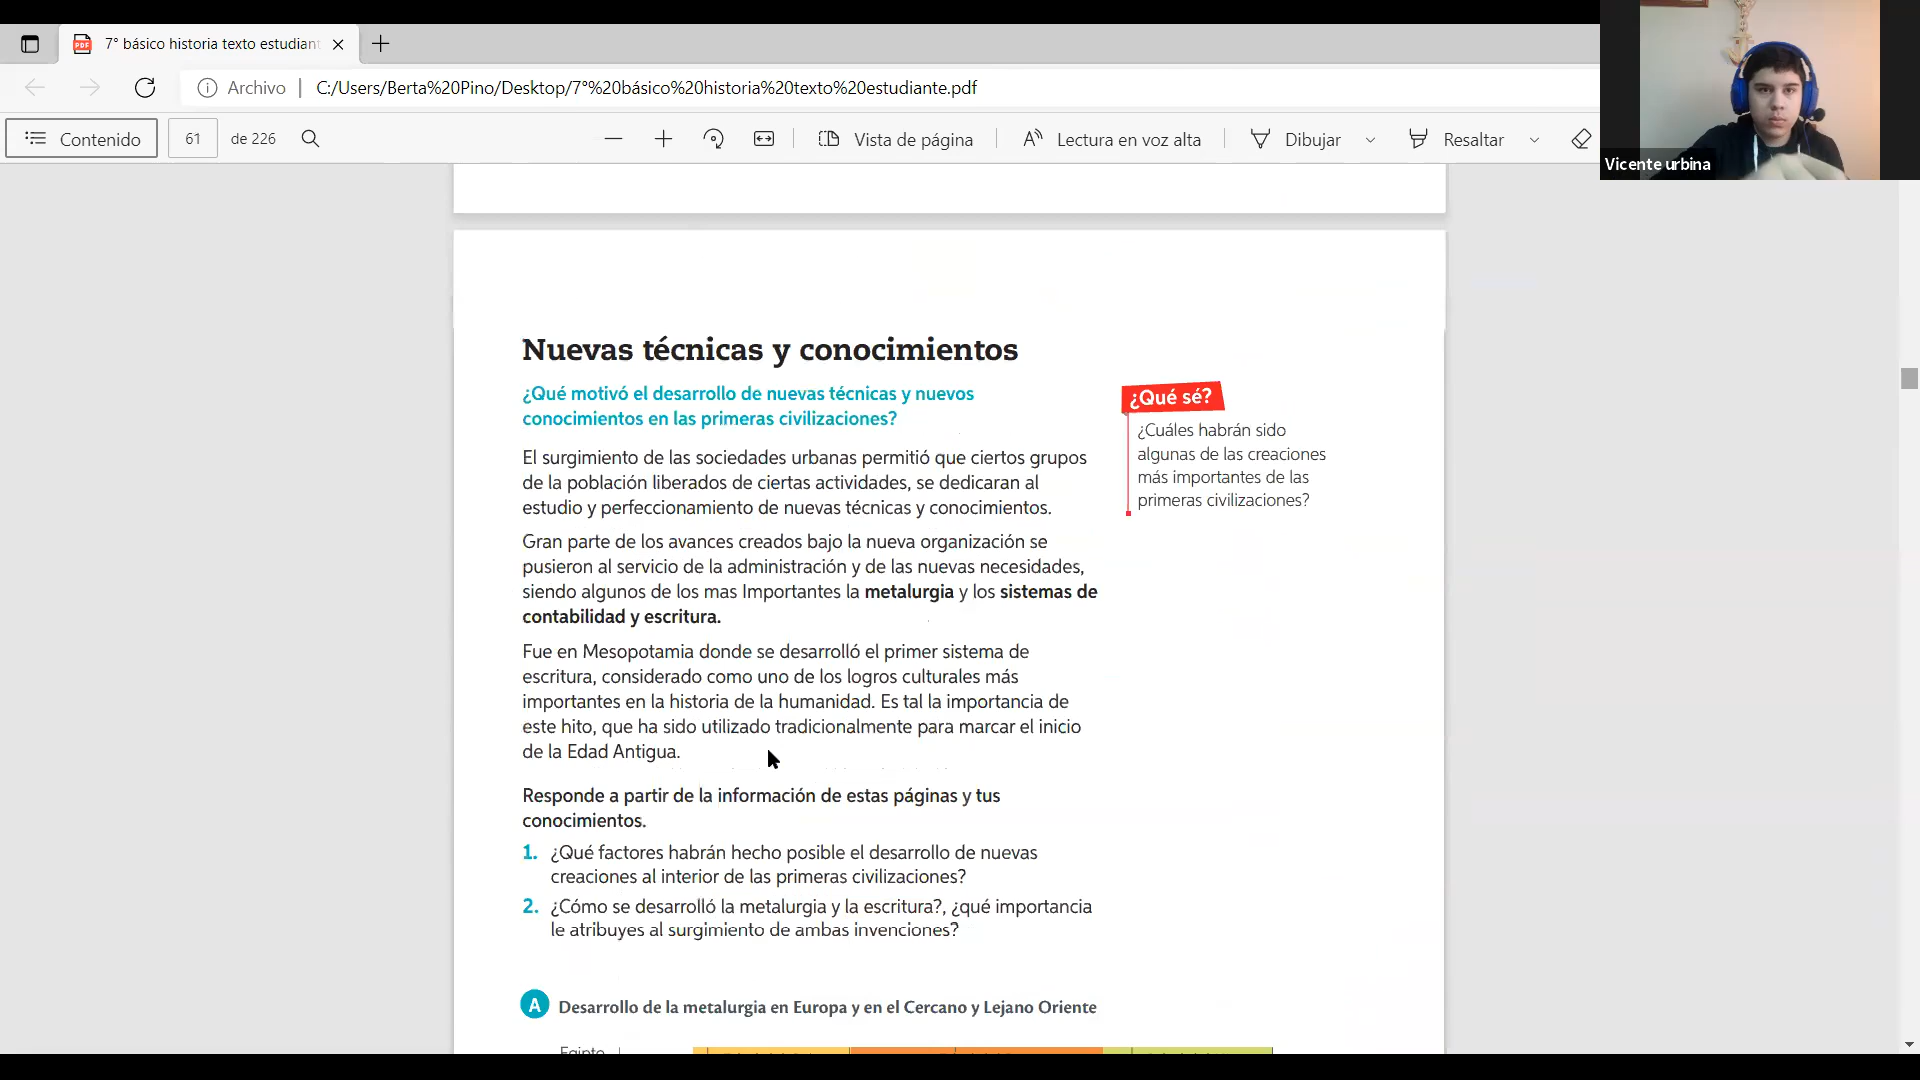 7° básico historia texto estudiant
Archivo
C:/Users/Berta%20Pino/Desktop/7°%20básico%20historia%20texto%20estudiante.pdf
Contenido
61
de 226
Vista de página
Lectura en voz alta
Dibujar
Resaltar
Vicente urbina
Nuevas técnicas y conocimientos
¿Qué motivó el desarrollo de nuevas técnicas y nuevos
conocimientos en las primeras civilizaciones?
El surgimiento de las sociedades urbanas permitió que ciertos grupos
de la población liberados de ciertas actividades, se dedicaran al
estudio y perfeccionamiento de nuevas técnicas y conocimientos.
Gran parte de los avances creados bajo la nueva organización se
pusieron al servicio de la administración y de las nuevas necesidades,
siendo algunos de los mas Importantes la metalurgia y los sistemas de
contabilidad y escritura.
Fue en Mesopotamia donde se desarrolló el primer sistema de
escritura, considerado como uno de los logros culturales más
importantes en la historia de la humanidad. Es tal la importancia de
este hito, que ha sido utilizado tradicionalmente para marcar el inicio
de la Edad Antigua.
Responde a partir de la información de estas páginas y tus
conocimientos.
1. ¿Qué factores habrán hecho posible el desarrollo de nuevas
creaciones al interior de las primeras civilizaciones?
2. ¿Cómo se desarrolló la metalurgia y la escritura?, ¿qué importancia
le atribuyes al surgimiento de ambas invenciones?
¿Qué sé?
¿Cuáles habrán sido
algunas de las creaciones
más importantes de las
primeras civilizaciones?
A Desarrollo de la metalurgia en Europa y en el Cercano y Lejano Oriente
Egipto